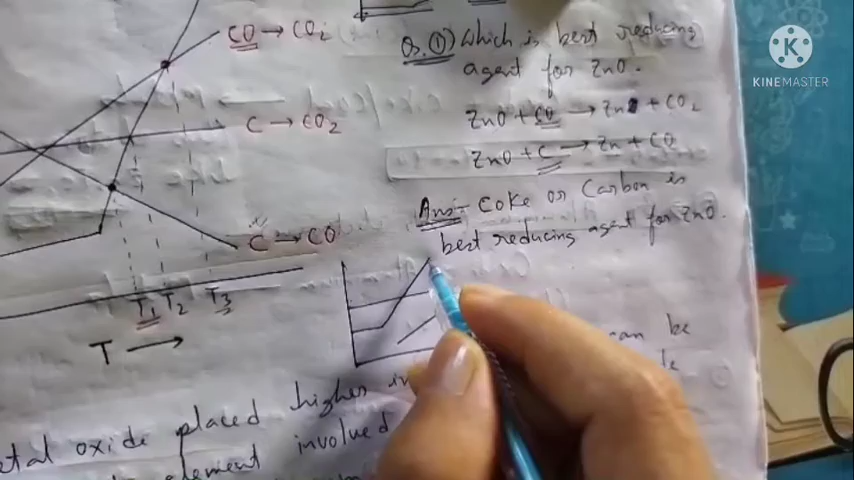 CO → CO₂
C → CO₂
C → CO
T₁ T₂ T₃
T →
Q.① Which is best reducing
agent for ZnO.
ZnO + CO → Zn + CO₂
ZnO + C → Zn + CO
Ans:- Coke or Carbon is
best reducing agent for ZnO.
can be
etal oxide placed higher in
element involved
K
KINEMASTER